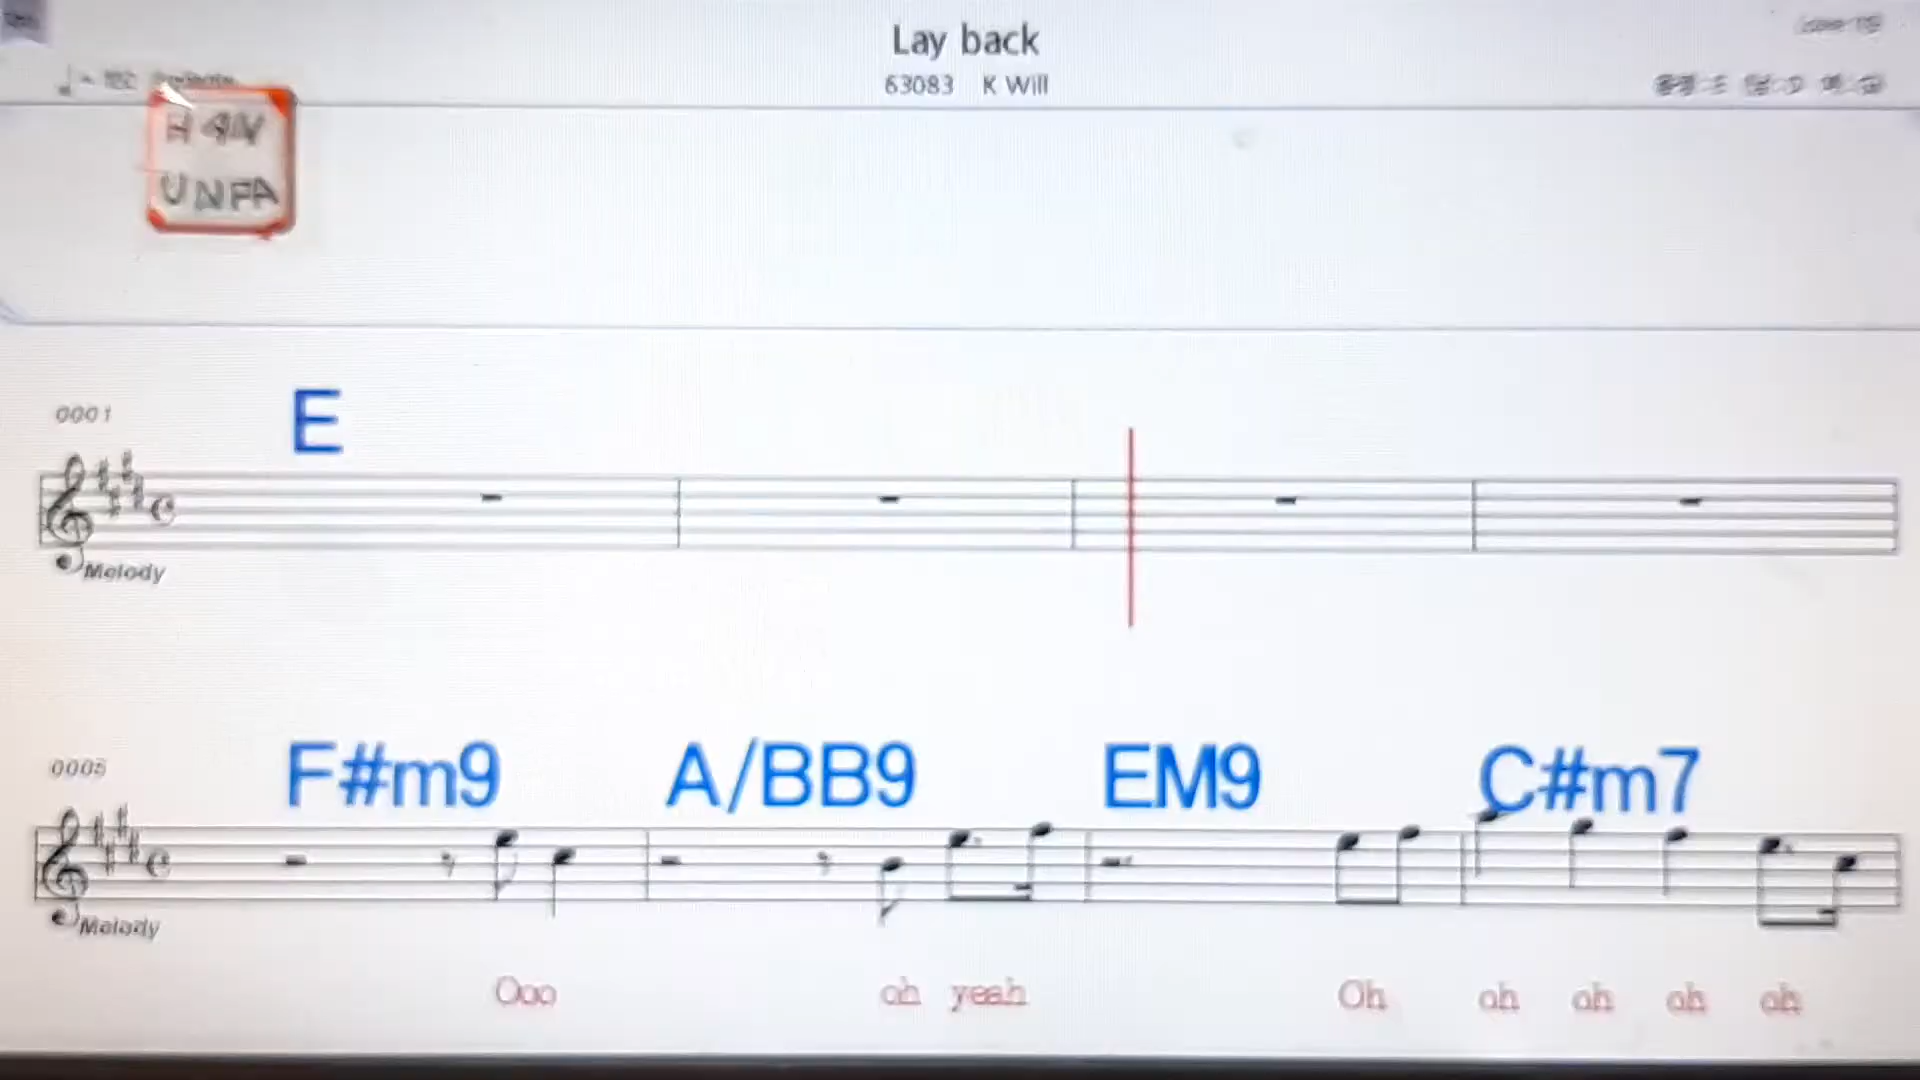 Lay back
63083 K Will
H4N
UNFA
0001
E
Melody
0005
F#m9 A/BB9 EM9 C#m7
Melody
Ooo oh yeah Oh oh oh oh oh